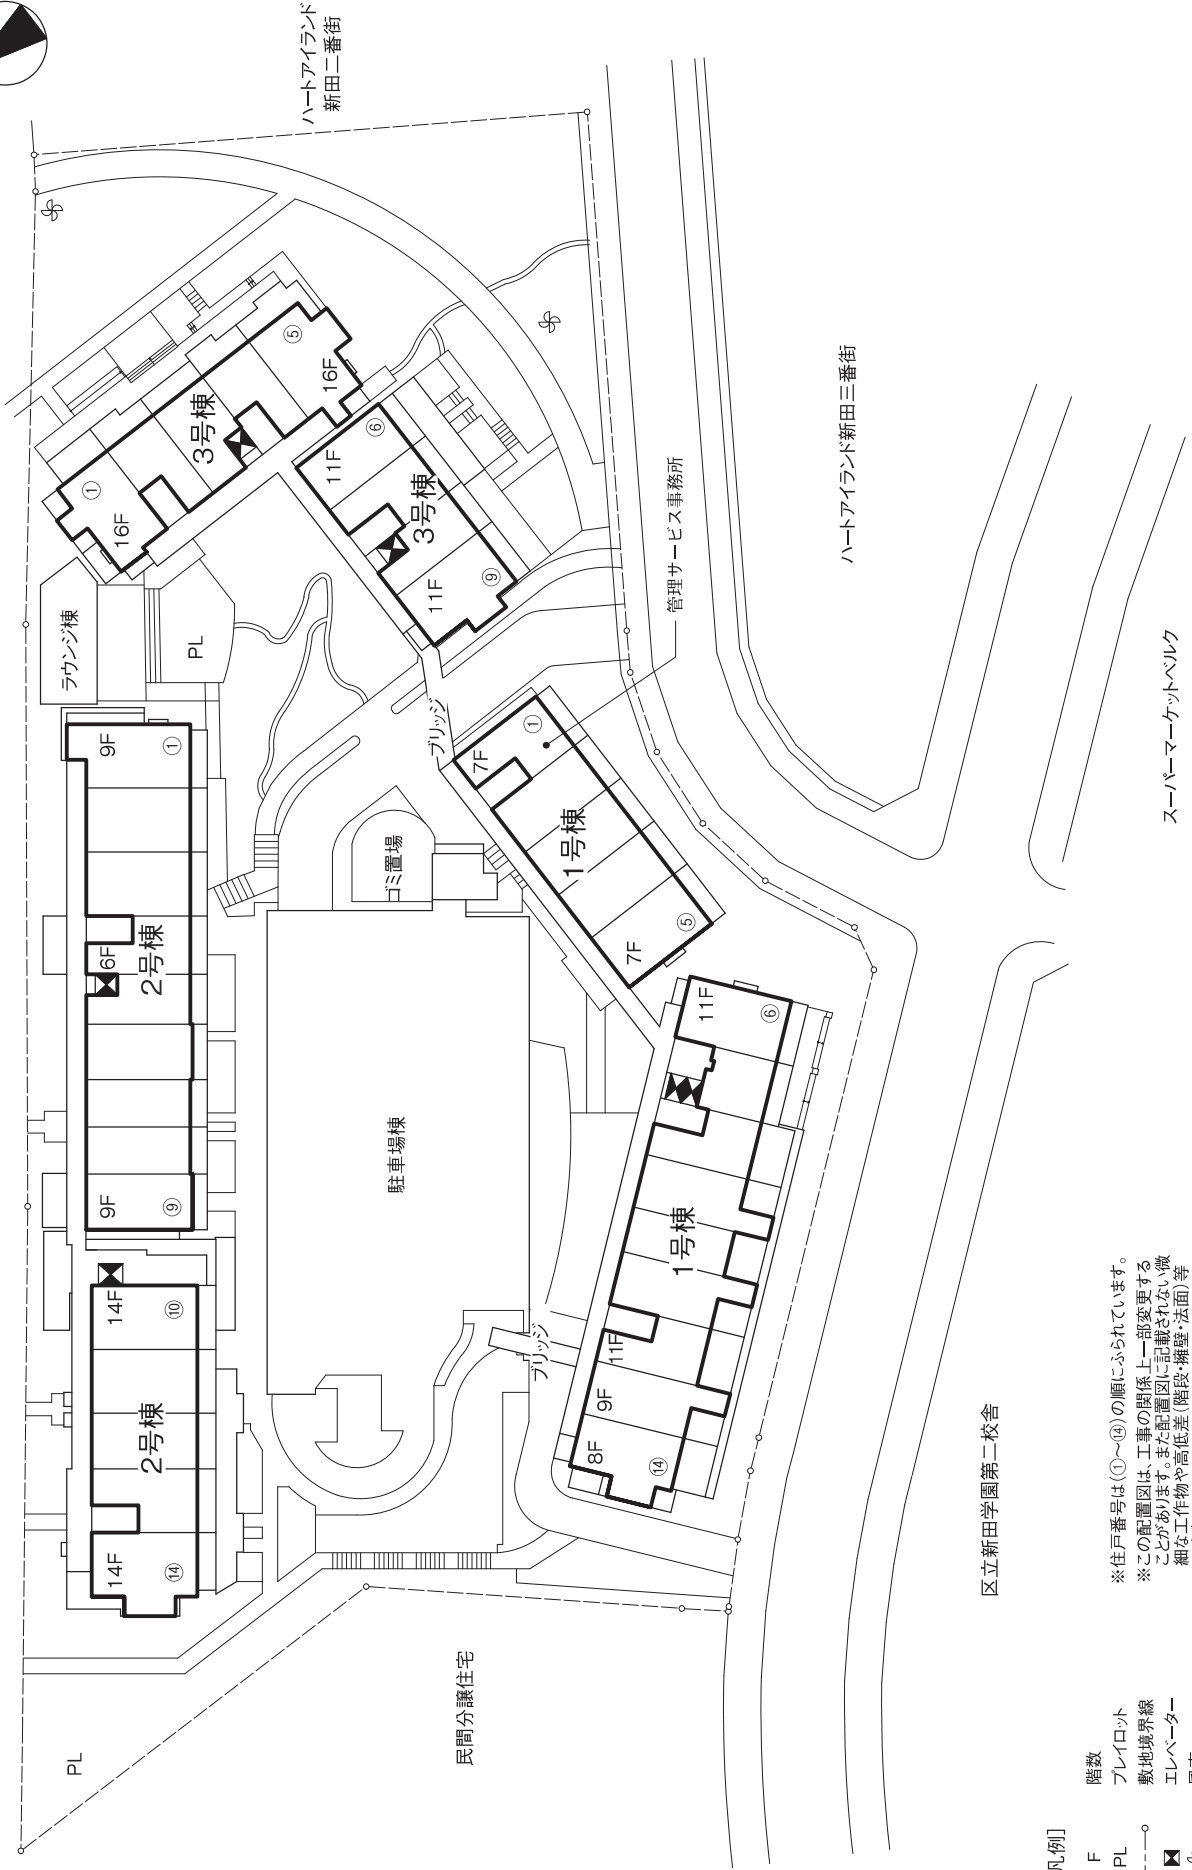 ハートアイランド
新田二番街
⑤
16F
3号棟
①
16F
⑥
11F
3号棟
11F
⑨
ハートアイランド新田三番街
管理サービス事務所
ラウンジ棟
PL
ブリッジ
スーパーマーケットベルク
9F
①
6F
2号棟
9F
⑨
ゴミ置場
①
7F
1号棟
7F
⑤
駐車場棟
11F
⑥
1号棟
11F
9F
8F
⑭
ブリッジ
14F
⑩
2号棟
14F
⑭
PL
民間分譲住宅
区立新田学園第二校舎
※住戸番号は(①〜⑭)の順にふられています。
※この配置図は、工事の関係上一部変更する
ことがあります。また配置図に記載されない微
細な工作物や高低差(階段・擁壁・法面)等
凡例]
F 階数
PL プレイロット
敷地境界線
エレベーター